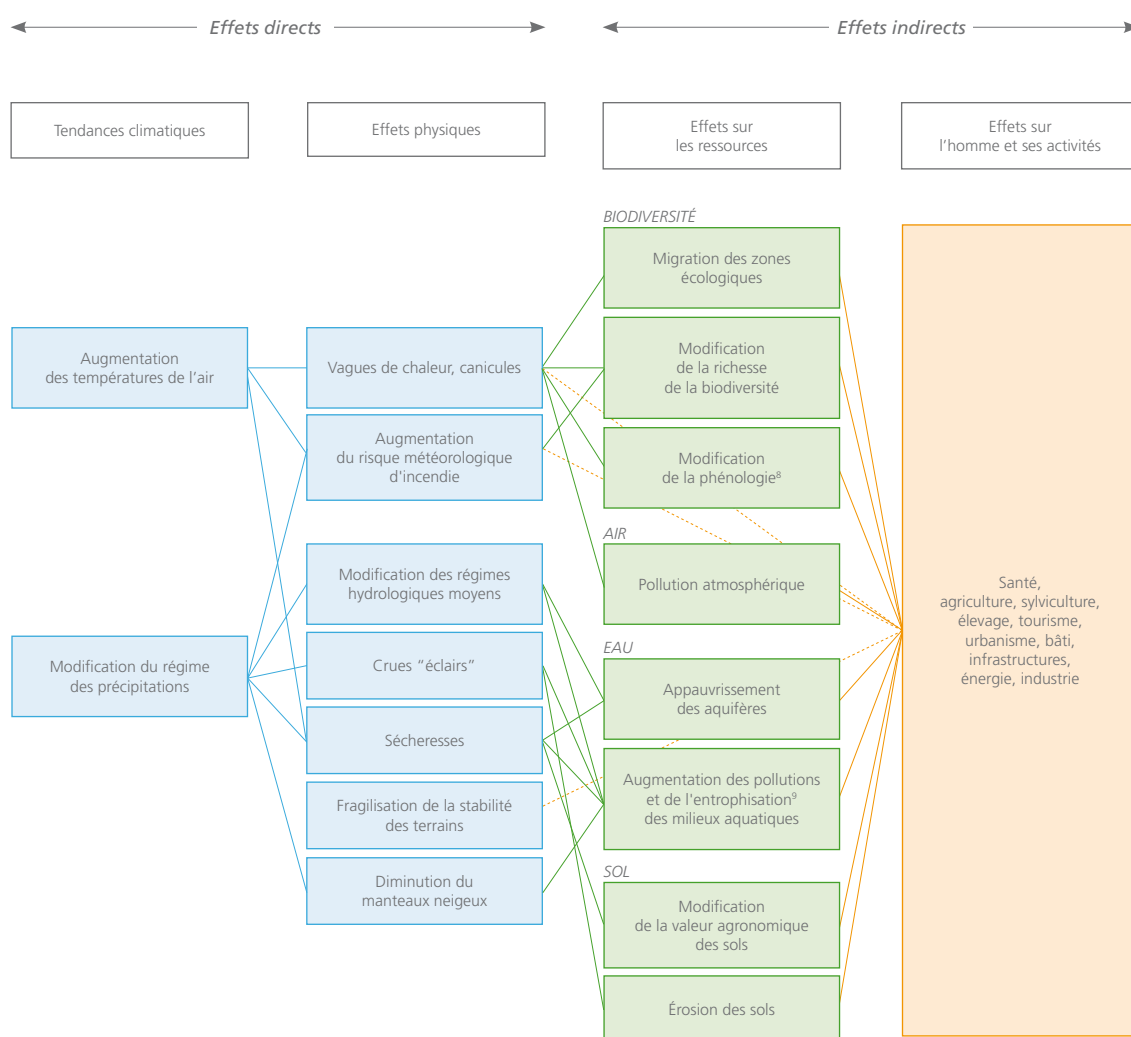 Effets directs
Effets indirects
Tendances climatiques
Effets physiques
Effets sur
les ressources
Effets sur
l'homme et ses activités
BIODIVERSITÉ
Migration des zones
écologiques
Augmentation
des températures de l'air
Vagues de chaleur, canicules
Modification
de la richesse
de la biodiversité
Augmentation
du risque météorologique
d'incendie
Modification
de la phénologie⁸
AIR
Modification des régimes
hydrologiques moyens
Pollution atmosphérique
Santé,
agriculture, sylviculture,
élevage, tourisme,
urbanisme, bâti,
infrastructures,
énergie, industrie
EAU
Modification du régime
des précipitations
Crues "éclairs"
Appauvrissement
des aquifères
Sécheresses
Augmentation des pollutions
et de l'entrophisation⁹
des milieux aquatiques
Fragilisation de la stabilité
des terrains
SOL
Diminution du
manteaux neigeux
Modification
de la valeur agronomique
des sols
Érosion des sols